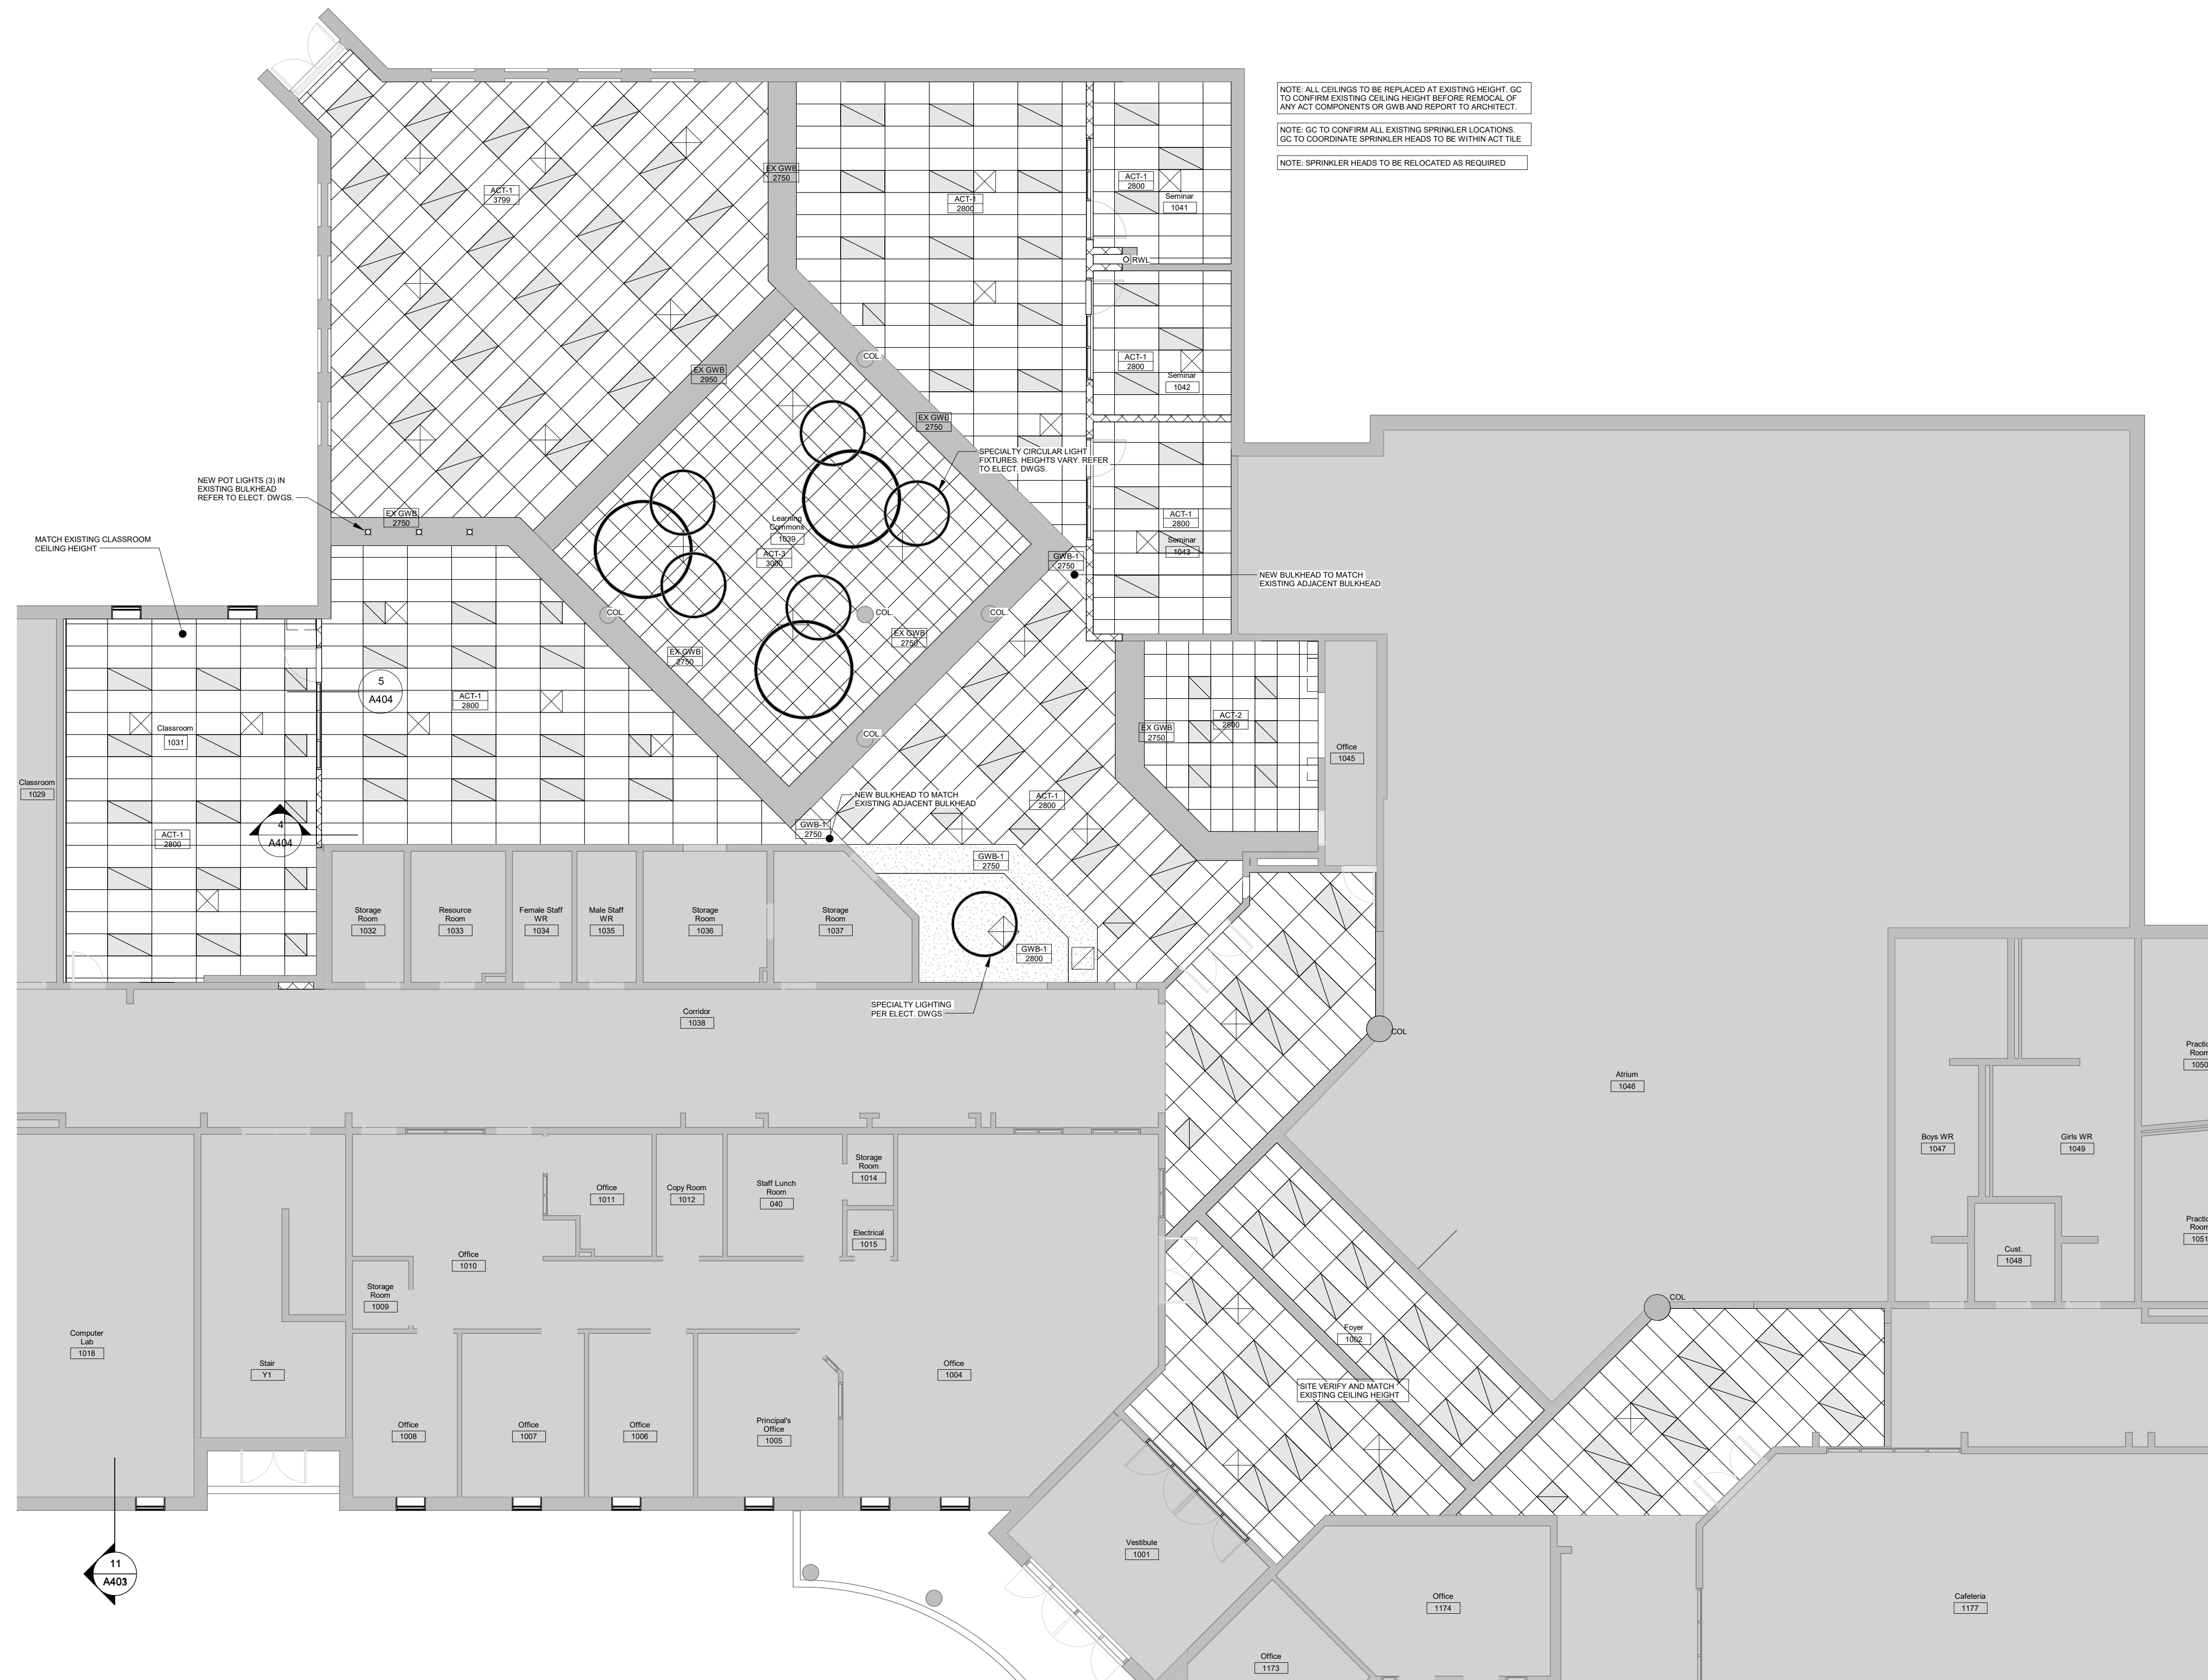 NOTE: ALL CEILINGS TO BE REPLACED AT EXISTING HEIGHT. GC
TO CONFIRM EXISTING CEILING HEIGHT BEFORE REMOCAL OF
ANY ACT COMPONENTS OR GWB AND REPORT TO ARCHITECT.
NOTE: GC TO CONFIRM ALL EXISTING SPRINKLER LOCATIONS.
GC TO COORDINATE SPRINKLER HEADS TO BE WITHIN ACT TILE
NOTE: SPRINKLER HEADS TO BE RELOCATED AS REQUIRED
EX GWB
2750
ACT-1
3799
ACT-1
2800
ACT-1
2800
Seminar
1041
RWL
COL.
ACT-1
2800
Seminar
1042
EX GWB
2950
EX GWB
2750
SPECIALTY CIRCULAR LIGHT
FIXTURES. HEIGHTS VARY. REFER
TO ELECT. DWGS.
NEW POT LIGHTS (3) IN
EXISTING BULKHEAD
REFER TO ELECT. DWGS.
EX GWB
2750
Learning
Commons
1039
ACT-3
3000
ACT-1
2800
Seminar
1043
GWB-1
2750
NEW BULKHEAD TO MATCH
EXISTING ADJACENT BULKHEAD
MATCH EXISTING CLASSROOM
CEILING HEIGHT
COL.
COL.
COL.
EX GWB
2750
EX GWB
2750
5
A404
ACT-1
2800
Classroom
1031
COL.
EX GWB
2750
ACT-2
2800
Office
1045
Classroom
1029
NEW BULKHEAD TO MATCH
EXISTING ADJACENT BULKHEAD
ACT-1
2800
GWB-1
2750
4
A404
ACT-1
2800
GWB-1
2750
Storage
Room
1032
Resource
Room
1033
Female Staff
WR
1034
Male Staff
WR
1035
Storage
Room
1036
Storage
Room
1037
GWB-1
2800
SPECIALTY LIGHTING
PER ELECT. DWGS
Corridor
1038
COL
Atrium
1046
Practic
Room
1050
Boys WR
1047
Girls WR
1049
Storage
Room
1014
Office
1011
Copy Room
1012
Staff Lunch
Room
040
Electrical
1015
Practic
Room
1051
Cust.
1048
Office
1010
Storage
Room
1009
COL
Foyer
1002
Computer
Lab
1018
Stair
Y1
Office
1004
SITE VERIFY AND MATCH
EXISTING CEILING HEIGHT
Office
1008
Office
1007
Office
1006
Principal's
Office
1005
Vestibule
1001
11
Office
1174
Cafeteria
1177
Office
1173